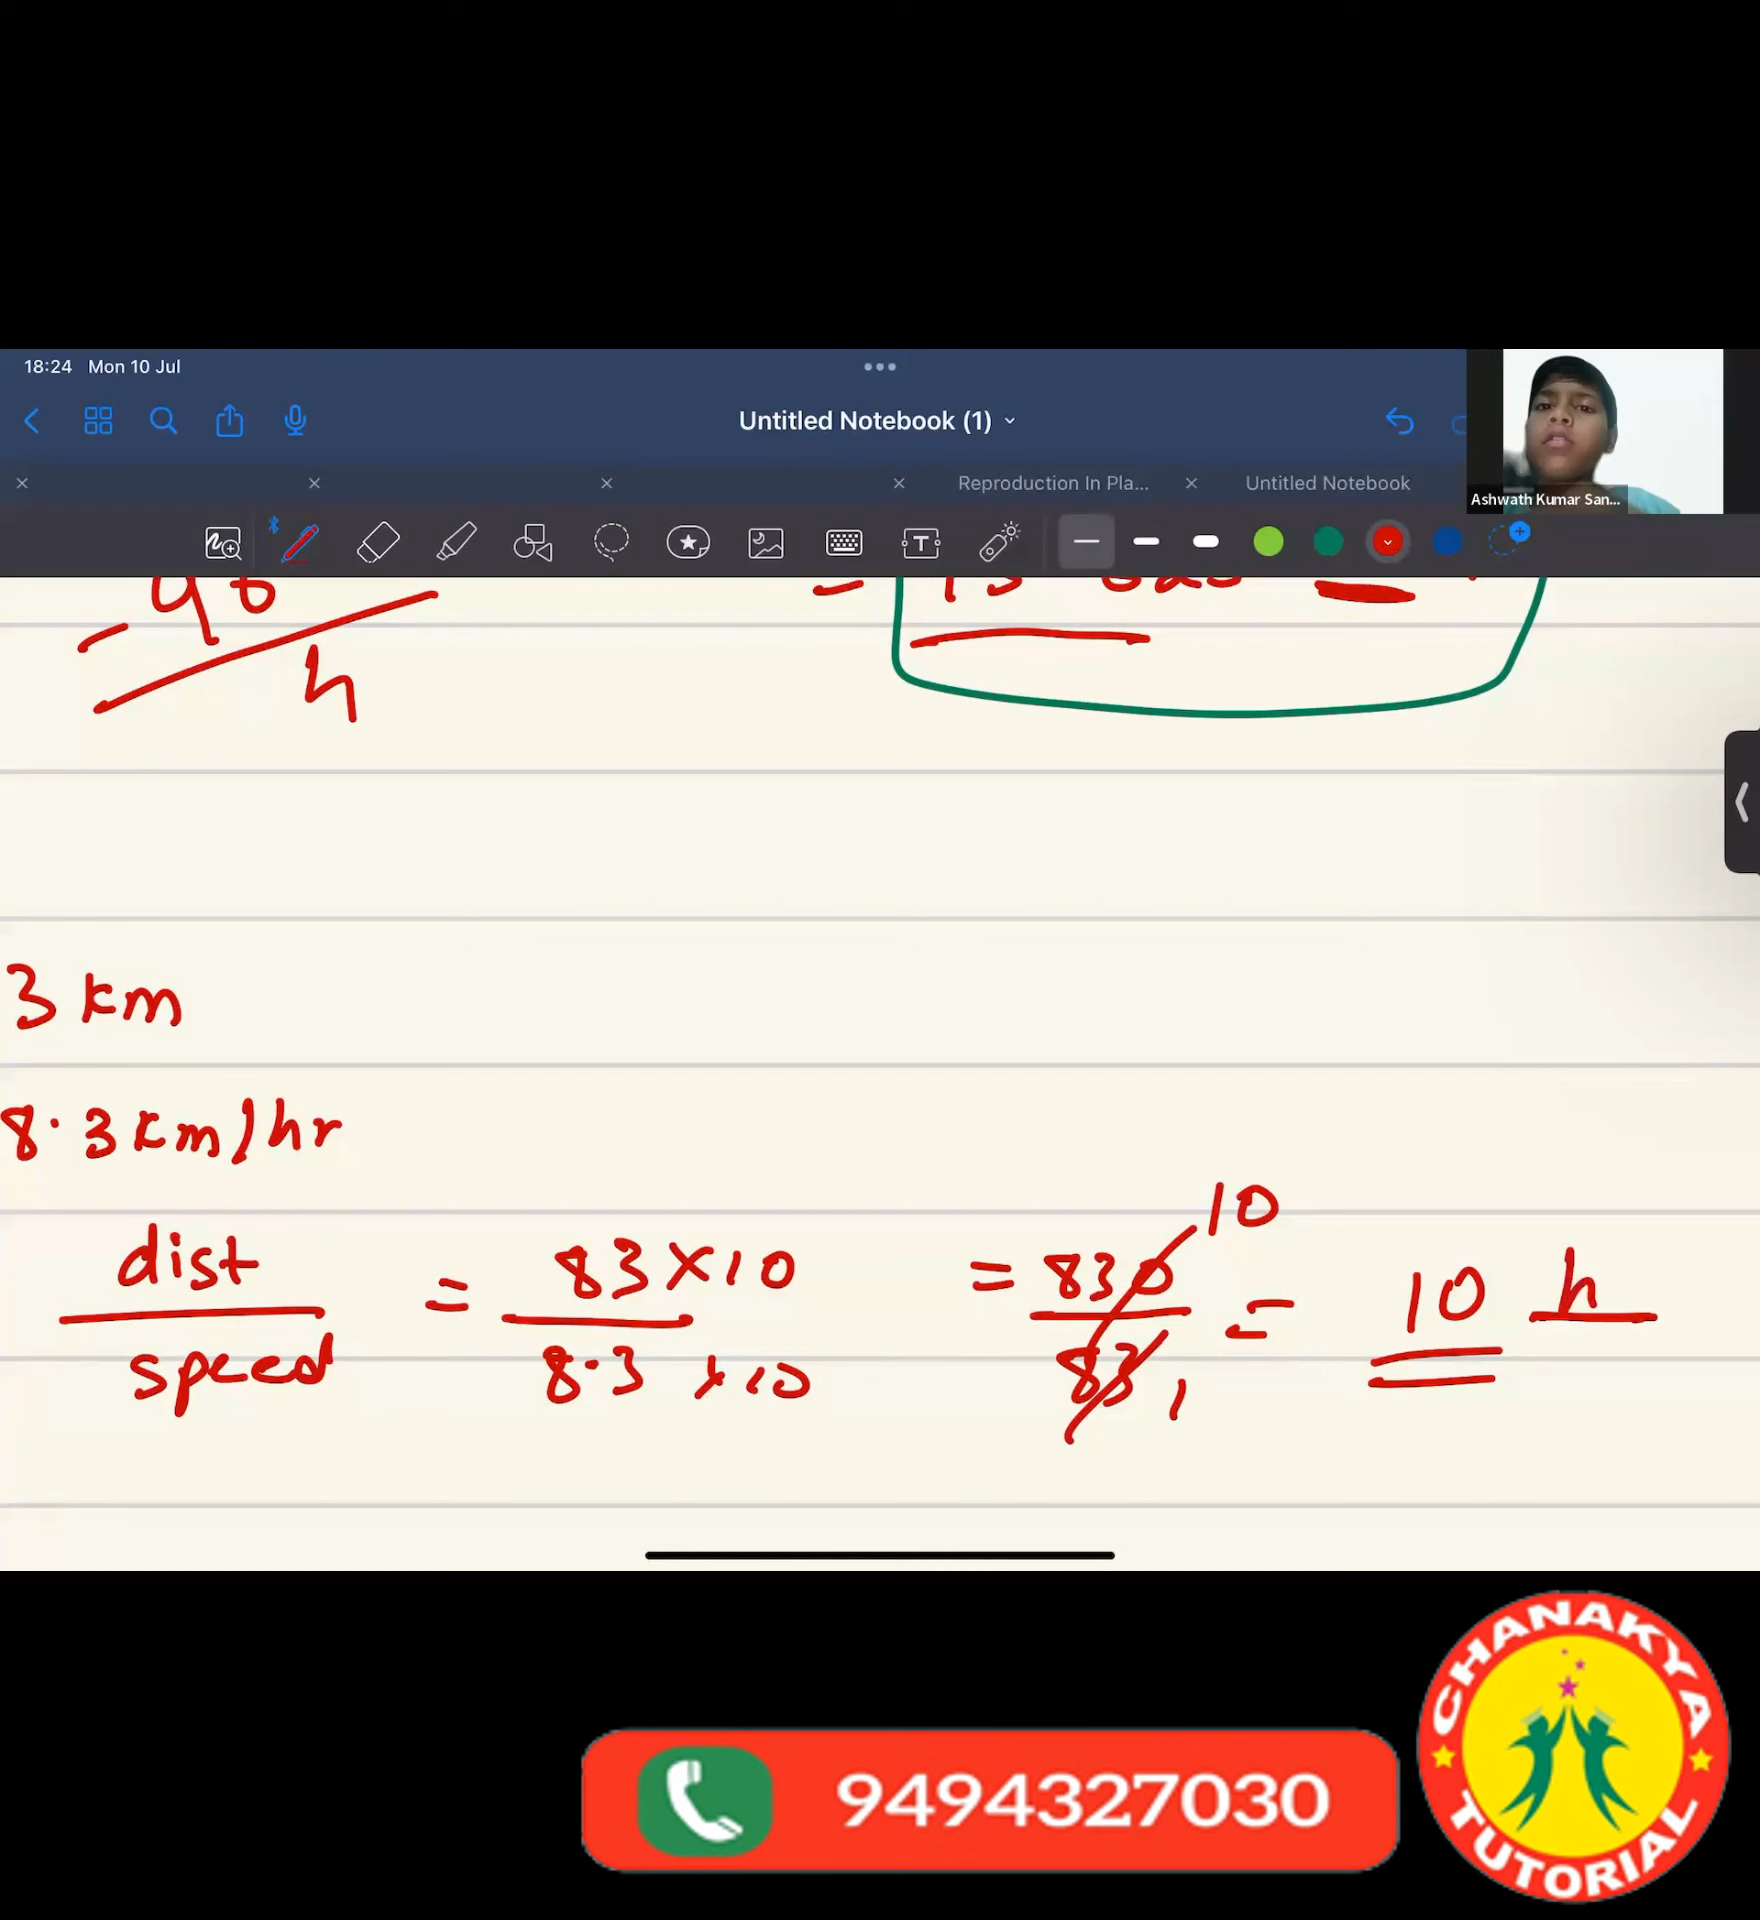 18:24 Mon 10 Jul
Untitled Notebook (1)
Reproduction In Pla... Untitled Notebook
Ashwath Kumar San...
T
h
3 km
8.3 km/hr
dist / speed = 83 × 10 / 8.3 × 10 = 830 / 83 = 10 h
10
1
9494327030
CHANAKYA
TUTORIAL